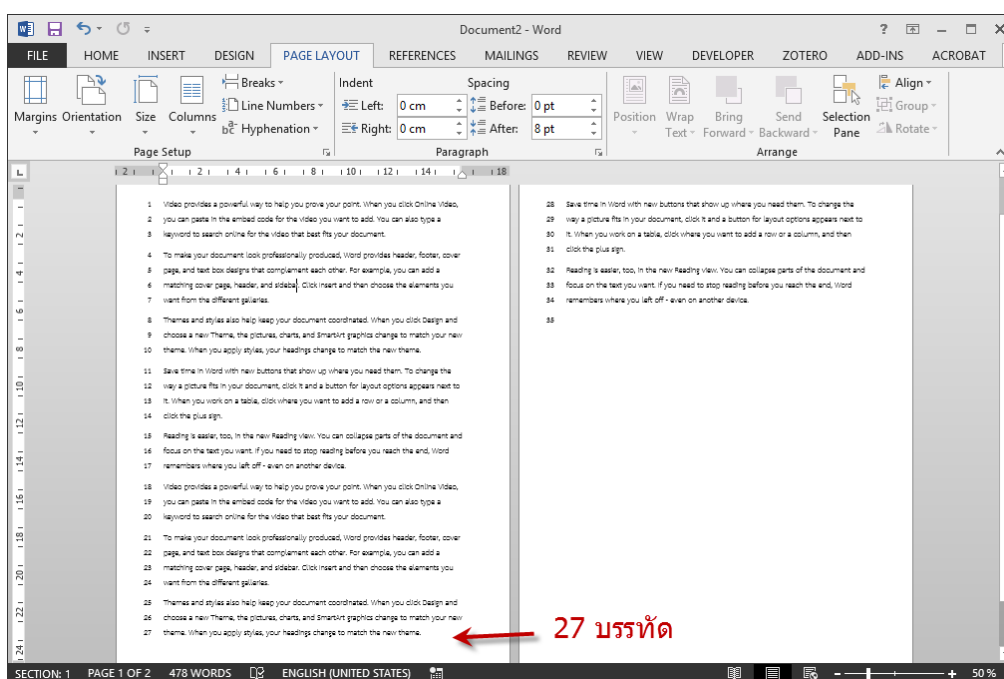 Document2 - Word
FILE HOME INSERT DESIGN PAGE LAYOUT REFERENCES MAILINGS REVIEW VIEW DEVELOPER ZOTERO ADD-INS ACROBAT
Margins Orientation Size Columns
Breaks
Line Numbers
Hyphenation
Page Setup
Indent Spacing
Left: 0 cm Before: 0 pt
Right: 0 cm After: 8 pt
Paragraph
Position Wrap Text Bring Forward Send Backward Selection Pane
Align
Group
Rotate
Arrange
1 Video provides a powerful way to help you prove your point. When you click Online Video,
2 you can paste in the embed code for the video you want to add. You can also type a
3 keyword to search online for the video that best fits your document.
4 To make your document look professionally produced, Word provides header, footer, cover
5 page, and text box designs that complement each other. For example, you can add a
6 matching cover page, header, and sidebar. Click Insert and then choose the elements you
7 want from the different galleries.
8 Themes and styles also help keep your document coordinated. When you click Design and
9 choose a new Theme, the pictures, charts, and SmartArt graphics change to match your new
10 theme. When you apply styles, your headings change to match the new theme.
11 Save time in Word with new buttons that show up where you need them. To change the
12 way a picture fits in your document, click it and a button for layout options appears next to
13 it. When you work on a table, click where you want to add a row or a column, and then
14 click the plus sign.
15 Reading is easier, too, in the new Reading view. You can collapse parts of the document and
16 focus on the text you want. If you need to stop reading before you reach the end, Word
17 remembers where you left off - even on another device.
18 Video provides a powerful way to help you prove your point. When you click Online Video,
19 you can paste in the embed code for the video you want to add. You can also type a
20 keyword to search online for the video that best fits your document.
21 To make your document look professionally produced, Word provides header, footer, cover
22 page, and text box designs that complement each other. For example, you can add a
23 matching cover page, header, and sidebar. Click Insert and then choose the elements you
24 want from the different galleries.
25 Themes and styles also help keep your document coordinated. When you click Design and
26 choose a new Theme, the pictures, charts, and SmartArt graphics change to match your new
27 theme. When you apply styles, your headings change to match the new theme.
27 บรรทัด
28 Save time in Word with new buttons that show up where you need them. To change the
29 way a picture fits in your document, click it and a button for layout options appears next to
30 it. When you work on a table, click where you want to add a row or a column, and then
31 click the plus sign.
32 Reading is easier, too, in the new Reading view. You can collapse parts of the document and
33 focus on the text you want. If you need to stop reading before you reach the end, Word
34 remembers where you left off - even on another device.
35
SECTION: 1 PAGE 1 OF 2 478 WORDS ENGLISH (UNITED STATES) 50 %